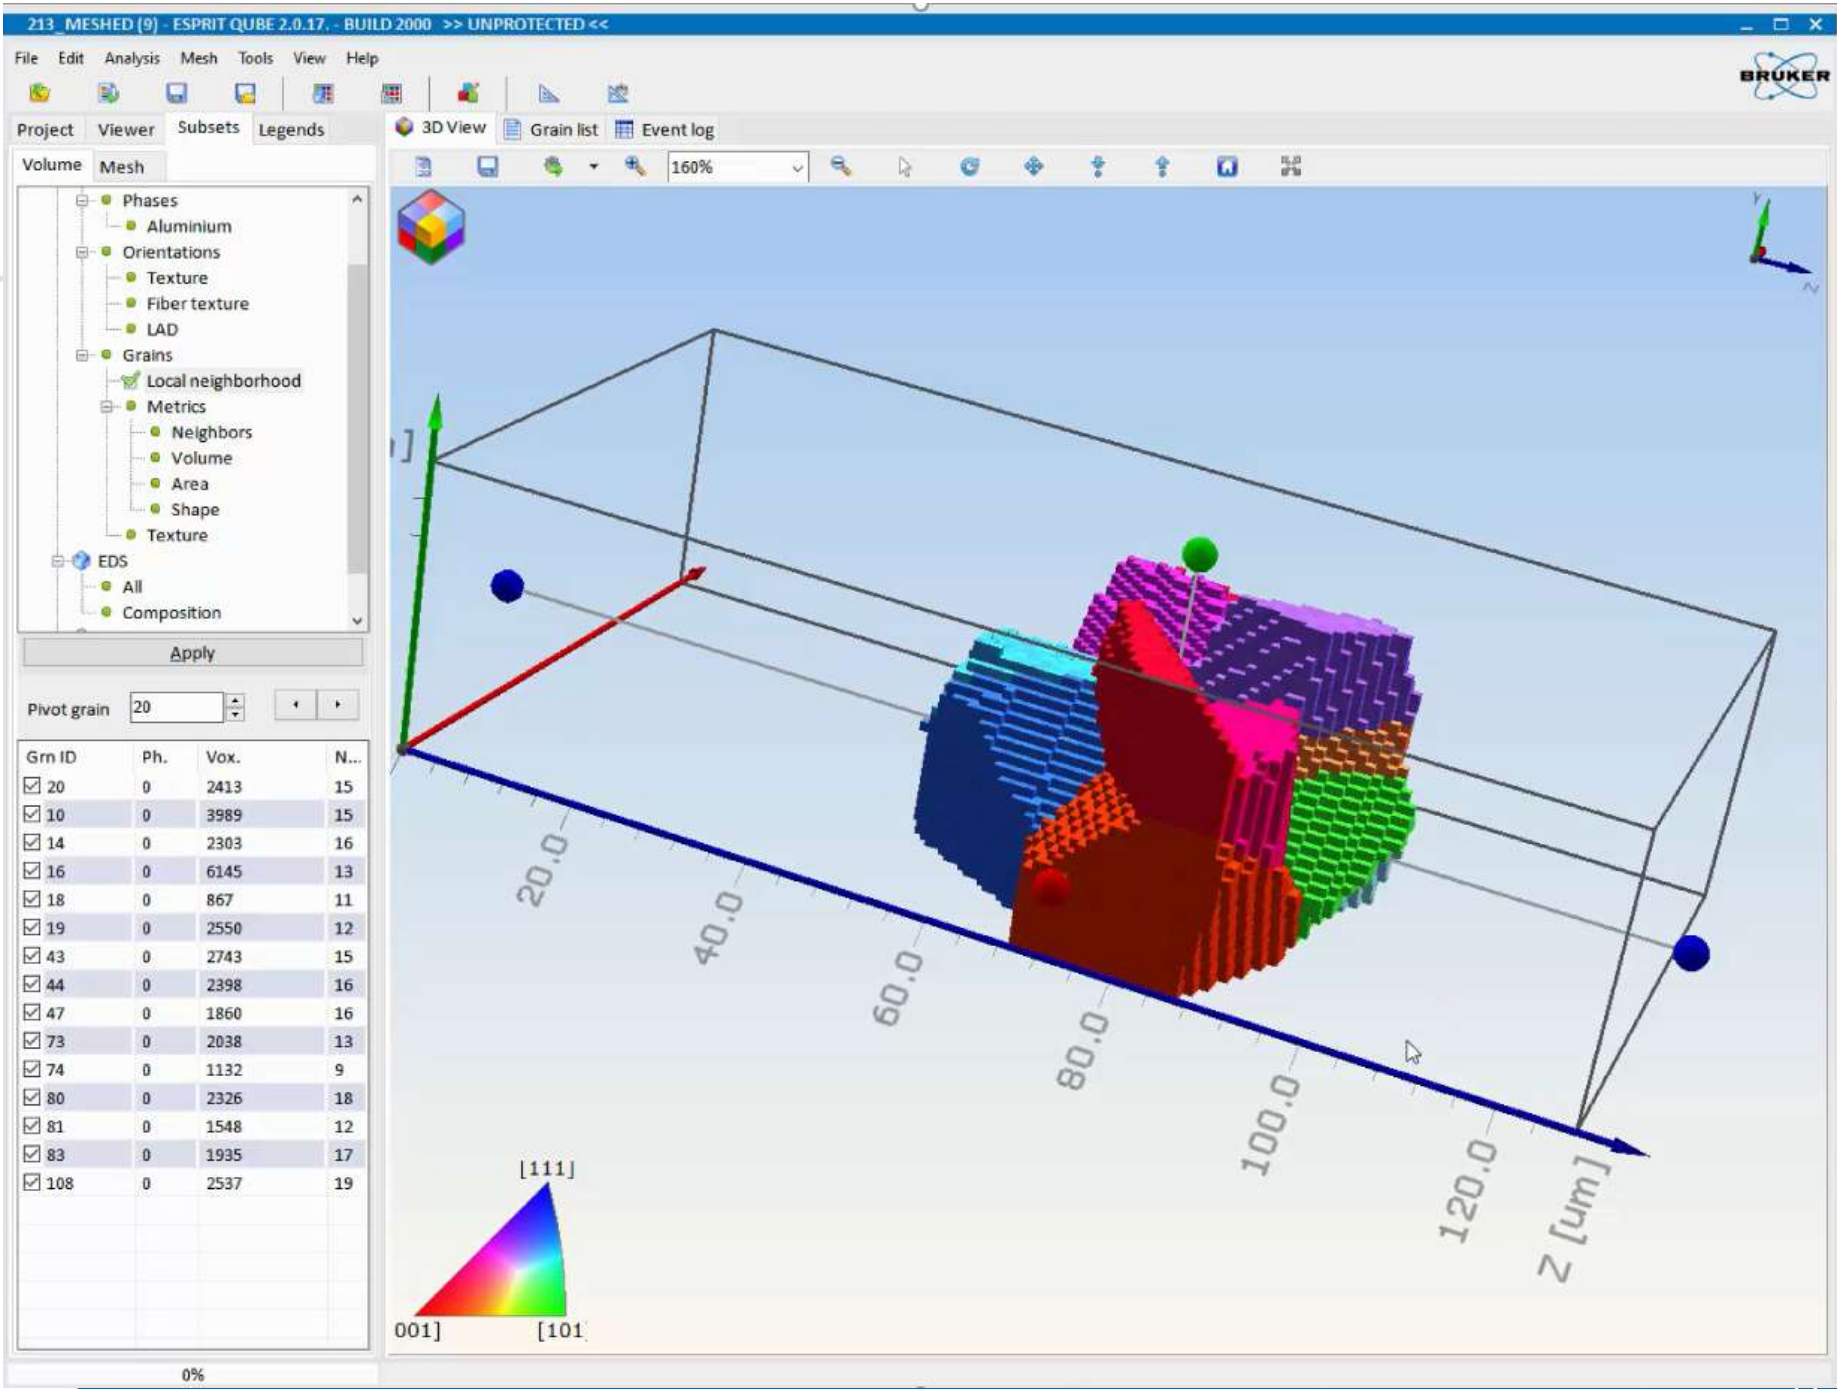 213_MESHED (9) - ESPRIT QUBE 2.0.17. - BUILD 2000 >> UNPROTECTED <<
File Edit Analysis Mesh Tools View Help
BRUKER
Project Viewer Subsets Legends
3D View Grain list Event log
Volume Mesh
160%
Phases
Aluminium
Orientations
Texture
Fiber texture
LAD
Grains
Local neighborhood
Metrics
Neighbors
Volume
Area
Shape
Texture
EDS
All
Composition
Apply
Pivot grain 20
Grn ID Ph. Vox. N...
20 0 2413 15
10 0 3989 15
14 0 2303 16
16 0 6145 13
18 0 867 11
19 0 2550 12
43 0 2743 15
44 0 2398 16
47 0 1860 16
73 0 2038 13
74 0 1132 9
80 0 2326 18
81 0 1548 12
83 0 1935 17
108 0 2537 19
0%
Y
Z
]
20.0
40.0
60.0
80.0
100.0
120.0
Z [um]
[111]
001]
[101